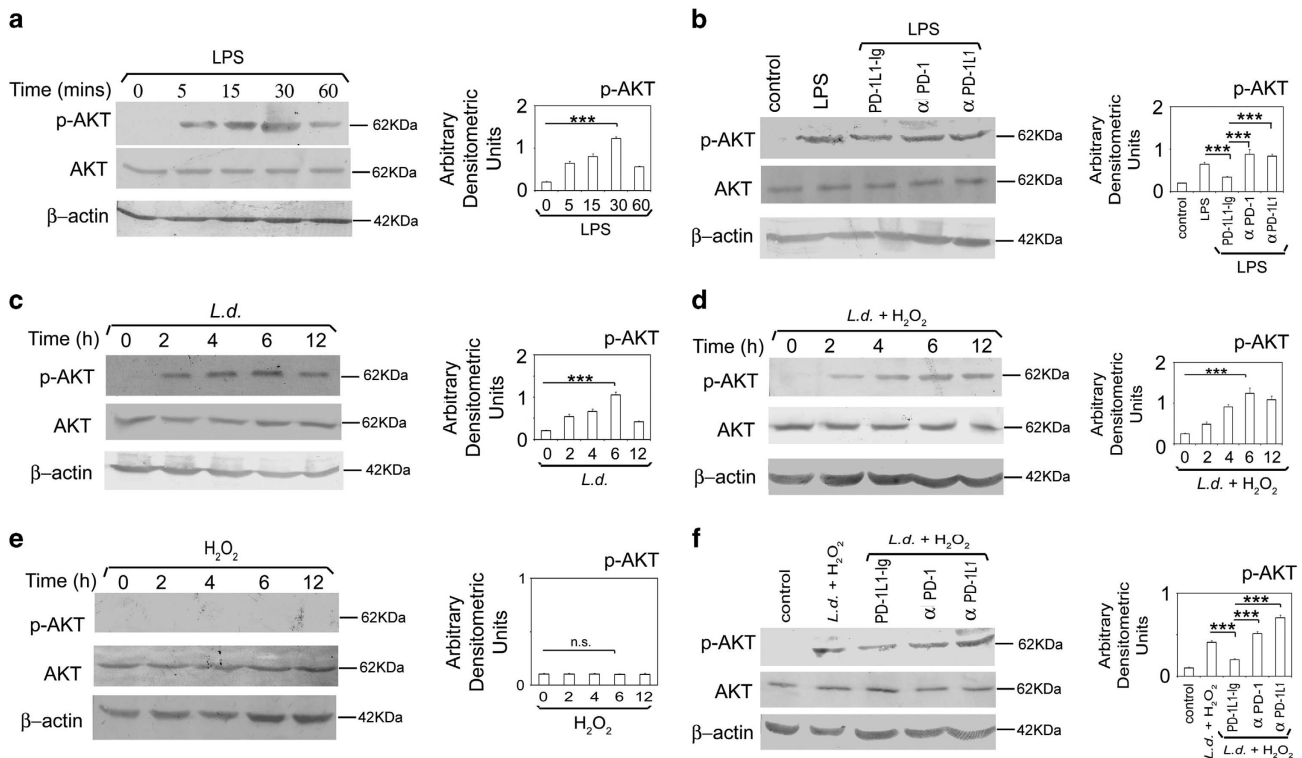 a
LPS
Time (mins) 0 5 15 30 60
p-AKT 62KDa
AKT 62KDa
β–actin 42KDa
p-AKT
Arbitrary Densitometric Units
2
1
0
***
0 5 15 30 60
LPS
b
LPS
control LPS PD-1L1-Ig α PD-1 α PD-1L1
p-AKT 62KDa
AKT 62KDa
β–actin 42KDa
p-AKT
Arbitrary Densitometric Units
2
1
0
***
***
***
control LPS PD-1L1-Ig α PD-1 α PD-1L1
LPS
c
L.d.
Time (h) 0 2 4 6 12
p-AKT 62KDa
AKT 62KDa
β–actin 42KDa
p-AKT
Arbitrary Densitometric Units
2
1
0
***
0 2 4 6 12
L.d.
d
L.d. + H₂O₂
Time (h) 0 2 4 6 12
p-AKT 62KDa
AKT 62KDa
β–actin 42KDa
p-AKT
Arbitrary Densitometric Units
2
1
0
***
0 2 4 6 12
L.d. + H₂O₂
e
H₂O₂
Time (h) 0 2 4 6 12
p-AKT 62KDa
AKT 62KDa
β–actin 42KDa
p-AKT
Arbitrary Densitometric Units
1
0
n.s.
0 2 4 6 12
H₂O₂
f
L.d. + H₂O₂
control L.d. + H₂O₂ PD-1L1-Ig α PD-1 α PD-1L1
p-AKT 62KDa
AKT 62KDa
β–actin 42KDa
p-AKT
Arbitrary Densitometric Units
1
0
***
***
***
control L.d. + H₂O₂ PD-1L1-Ig α PD-1 α PD-1L1
L.d. + H₂O₂